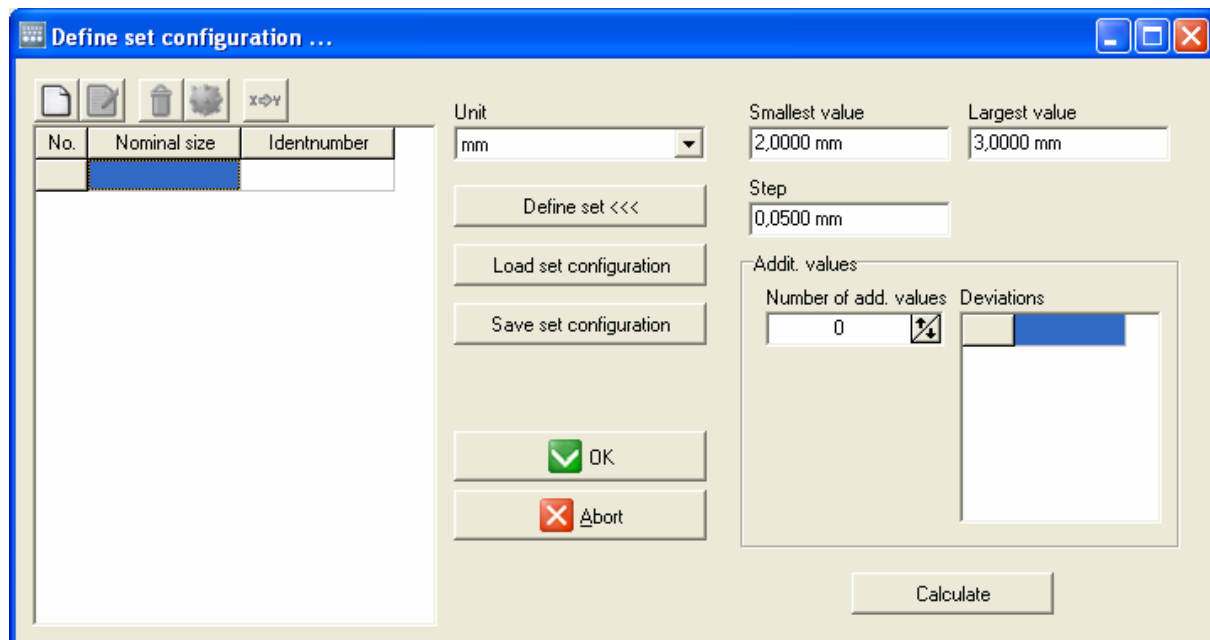 Define set configuration ...
X⇨Y
No. Nominal size Identnumber
Unit
mm
Define set <<<
Load set configuration
Save set configuration
OK
Abort
Smallest value Largest value
2,0000 mm 3,0000 mm
Step
0,0500 mm
Addit. values
Number of add. values Deviations
0
Calculate